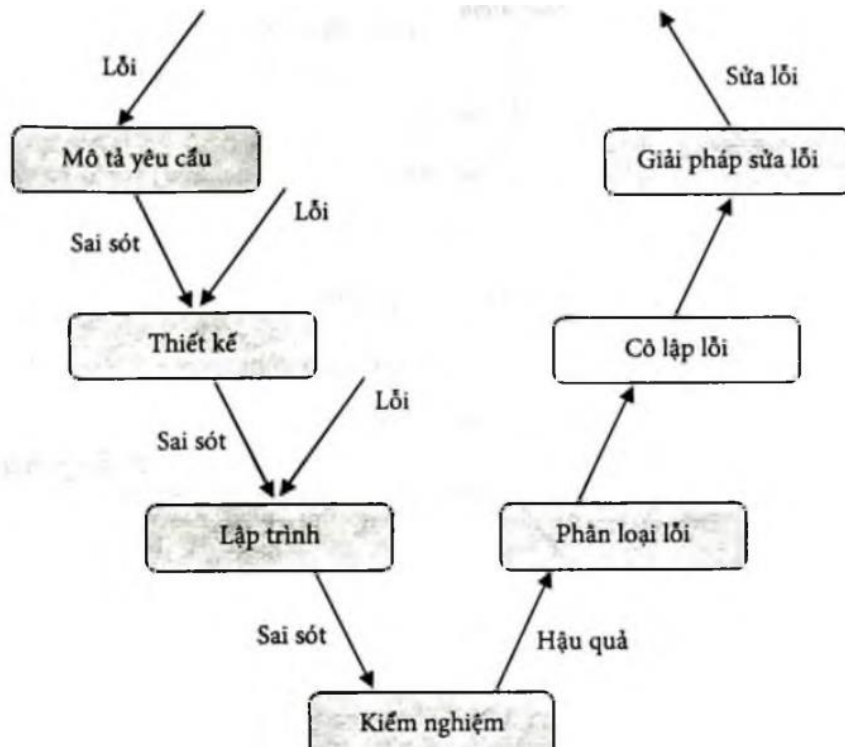 Lỗi
Sửa lỗi
Mô tả yêu cầu
Giải pháp sửa lỗi
Lỗi
Sai sót
Thiết kế
Cô lập lỗi
Lỗi
Sai sót
Lập trình
Phân loại lỗi
Sai sót
Hậu quả
Kiểm nghiệm